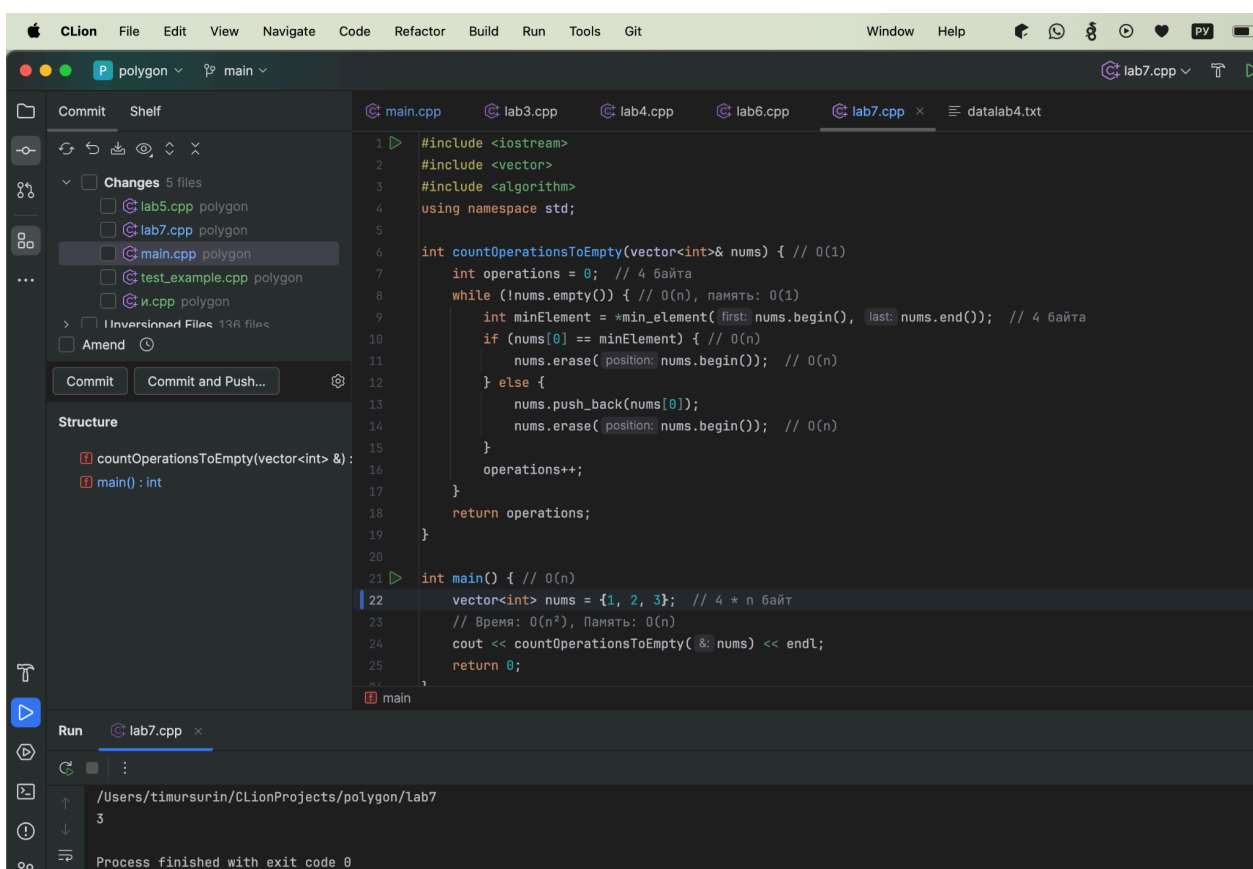 CLion File Edit View Navigate Code Refactor Build Run Tools Git Window Help РУ
P polygon main lab7.cpp
Commit Shelf
main.cpp lab3.cpp lab4.cpp lab6.cpp lab7.cpp × datalab4.txt
Changes 5 files
lab5.cpp polygon
lab7.cpp polygon
main.cpp polygon
test_example.cpp polygon
и.cpp polygon
Unversioned Files 136 files
Amend
Commit Commit and Push...
Structure
countOperationsToEmpty(vector<int> &) :
main() : int
1 #include <iostream>
2 #include <vector>
3 #include <algorithm>
4 using namespace std;
5
6 int countOperationsToEmpty(vector<int>& nums) { // O(1)
7 int operations = 0; // 4 байта
8 while (!nums.empty()) { // O(n), память: O(1)
9 int minElement = *min_element( first: nums.begin(), last: nums.end()); // 4 байта
10 if (nums[0] == minElement) { // O(n)
11 nums.erase( position: nums.begin()); // O(n)
12 } else {
13 nums.push_back(nums[0]);
14 nums.erase( position: nums.begin()); // O(n)
15 }
16 operations++;
17 }
18 return operations;
19 }
20
21 int main() { // O(n)
22 vector<int> nums = {1, 2, 3}; // 4 * n байт
23 // Время: O(n²), Память: O(n)
24 cout << countOperationsToEmpty( &: nums) << endl;
25 return 0;
main
Run lab7.cpp ×
/Users/timursurin/CLionProjects/polygon/lab7
3
Process finished with exit code 0